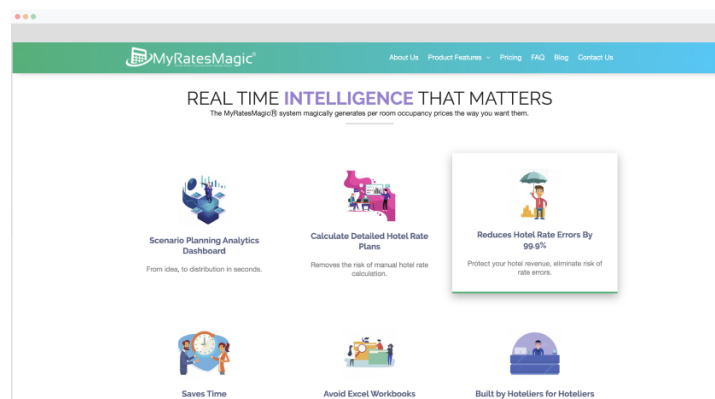 MyRatesMagic®
About Us Product Features Pricing FAQ Blog Contact Us
REAL TIME INTELLIGENCE THAT MATTERS
The MyRatesMagic® system magically generates per room occupancy prices the way you want them.
Scenario Planning Analytics
Dashboard
From idea, to distribution in seconds.
Calculate Detailed Hotel Rate
Plans
Removes the risk of manual hotel rate
calculation.
Reduces Hotel Rate Errors By
99.9%
Protect your hotel revenue, eliminate risk of
rate errors.
Saves Time
Avoid Excel Workbooks
Built by Hoteliers for Hoteliers